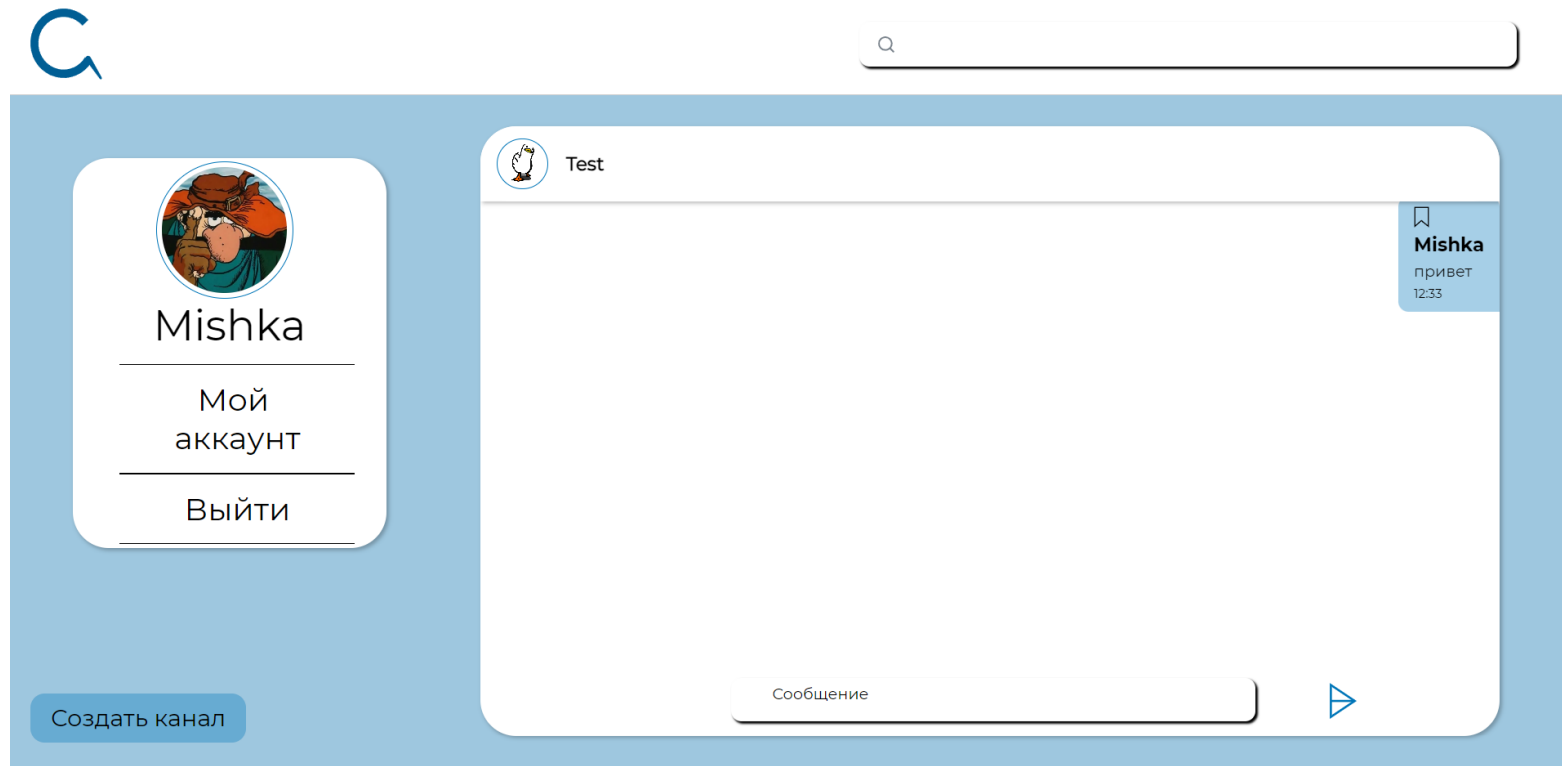 Test
Mishka
привет
12:33
Mishka
Мой
аккаунт
Выйти
Создать канал
Сообщение